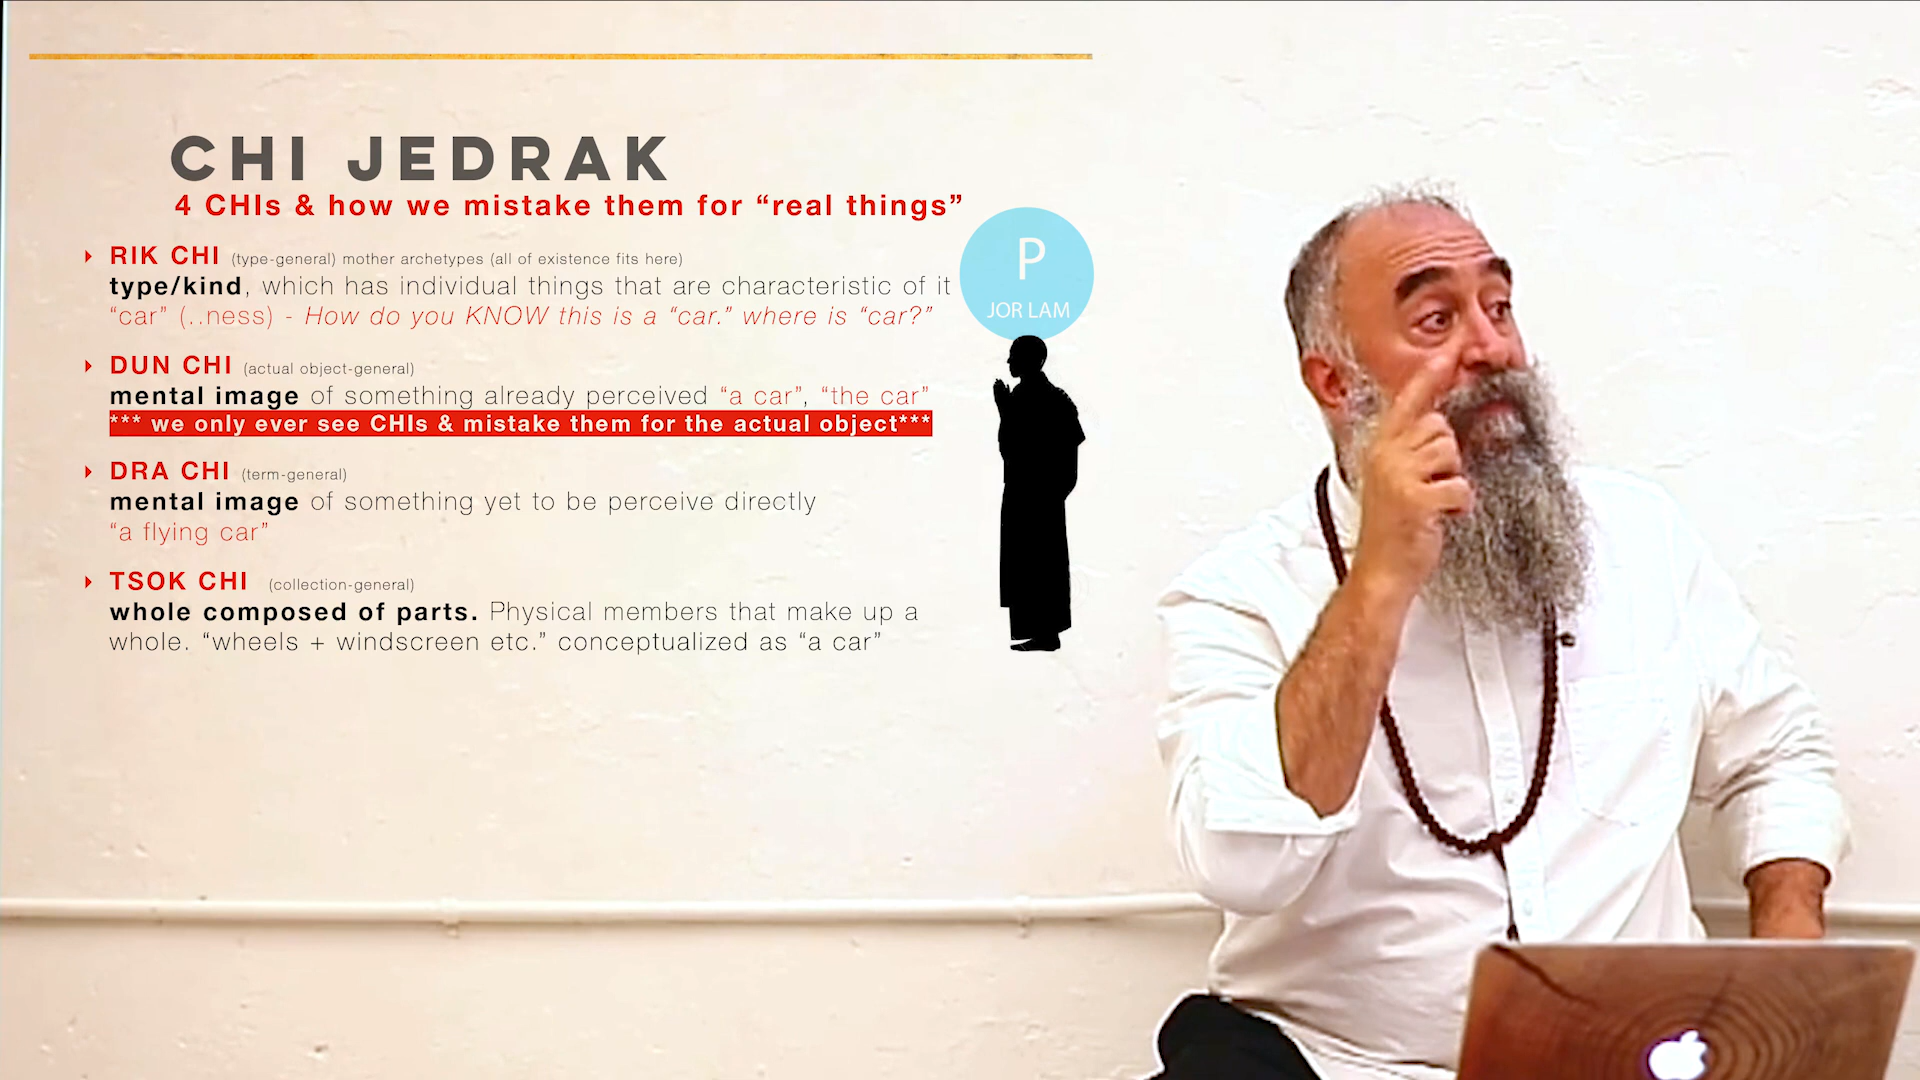 CHI JEDRAK
4 CHIs & how we mistake them for “real things”
RIK CHI (type-general) mother archetypes (all of existence fits here)
type/kind, which has individual things that are characteristic of it
“car” (..ness) - How do you KNOW this is a “car.” where is “car?”
P
JOR LAM
DUN CHI (actual object-general)
mental image of something already perceived “a car”, “the car”
*** we only ever see CHIs & mistake them for the actual object***
DRA CHI (term-general)
mental image of something yet to be perceive directly
“a flying car”
TSOK CHI (collection-general)
whole composed of parts. Physical members that make up a
whole. “wheels + windscreen etc.” conceptualized as “a car”